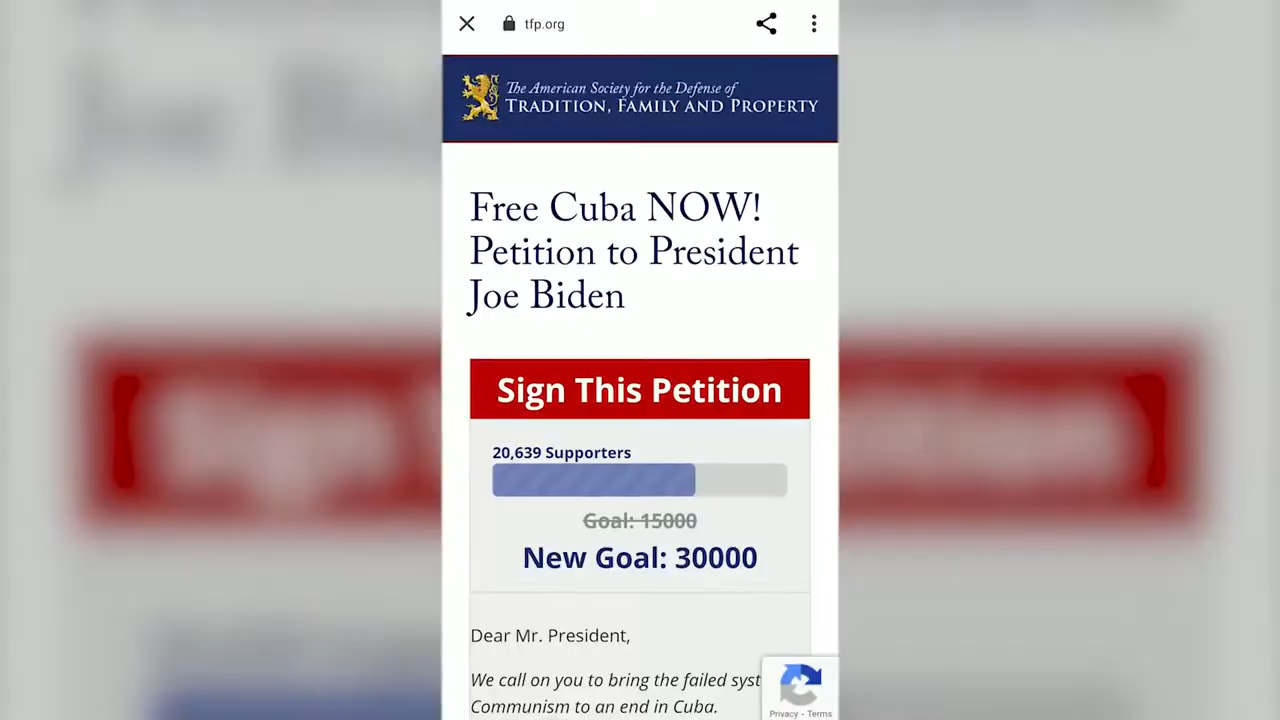 tfp.org
The American Society for the Defense of
TRADITION, FAMILY AND PROPERTY
Free Cuba NOW!
Petition to President
Joe Biden
Sign This Petition
20,639 Supporters
Goal: 15000
New Goal: 30000
Dear Mr. President,
We call on you to bring the failed syst
Communism to an end in Cuba.
Privacy - Terms